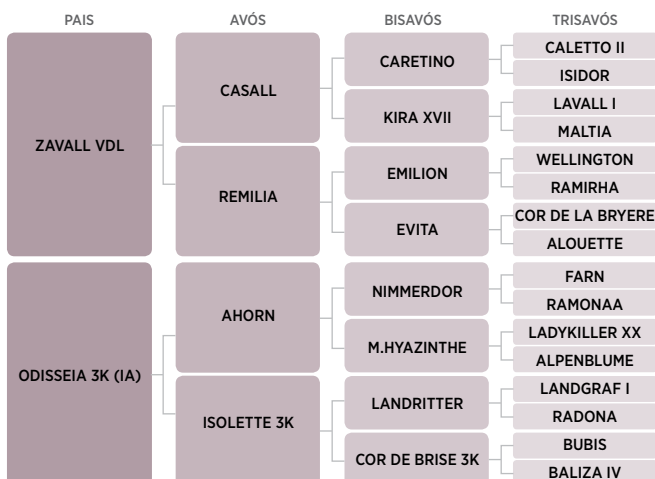 PAIS
AVÓS
BISAVÓS
TRISAVÓS
ZAVALL VDL
CASALL
CARETINO
CALETTO II
ISIDOR
KIRA XVII
LAVALL I
MALTIA
REMILIA
EMILION
WELLINGTON
RAMIRHA
EVITA
COR DE LA BRYERE
ALOUETTE
ODISSEIA 3K (IA)
AHORN
NIMMERDOR
FARN
RAMONAA
M.HYAZINTHE
LADYKILLER XX
ALPENBLUME
ISOLETTE 3K
LANDRITTER
LANDGRAF I
RADONA
COR DE BRISE 3K
BUBIS
BALIZA IV